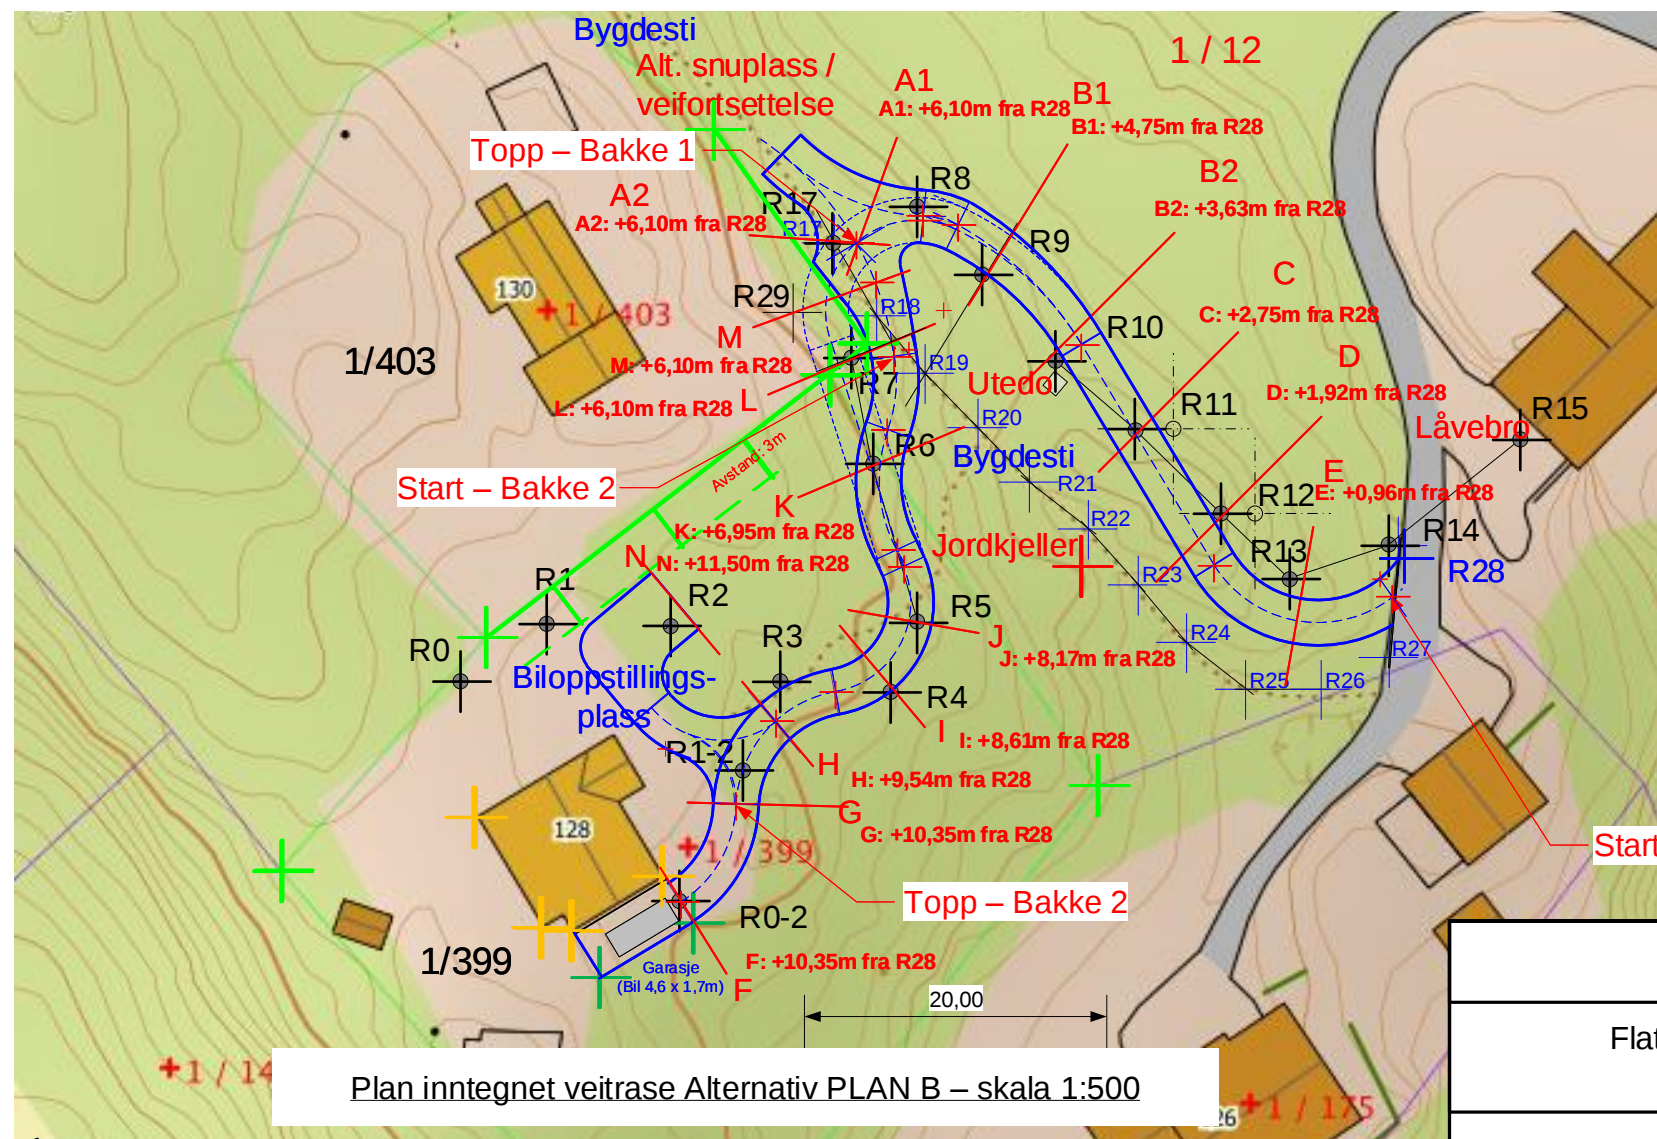 Bygdesti
Alt. snuplass /
veifortsettelse
1 / 12
A1
A1: +6,10m fra R28
B1
B1: +4,75m fra R28
Topp – Bakke 1
B2
B2: +3,63m fra R28
A2
A2: +6,10m fra R28
R17
R17
R8
R9
C
C: +2,75m fra R28
130
1 / 403
R29
R18
R10
1/403
M
M: +6,10m fra R28
R19
D
D: +1,92m fra R28
R7
Utedo
L: +6,10m fra R28
L
R20
R11
R15
Låvebro
Avstand: 3m
R6
Bygdesti
Start – Bakke 2
R21
E
E: +0,96m fra R28
R12
K
K: +6,95m fra R28
R22
R14
N
N: +11,50m fra R28
Jordkjeller
R13
R28
R1
R23
R2
R5
R0
R3
J
J: +8,17m fra R28
R24
R27
Biloppstillings-
plass
R25
R26
R4
R1-2
I
I: +8,61m fra R28
H
H: +9,54m fra R28
G
G: +10,35m fra R28
128
1 / 399
Start
Topp – Bakke 2
R0-2
1/399
Garasje
(Bil 4,6 x 1,7m)
F: +10,35m fra R28
F
20,00
Flat
1 / 14
Plan inntegnet veitrase Alternativ PLAN B – skala 1:500
26
1 / 175